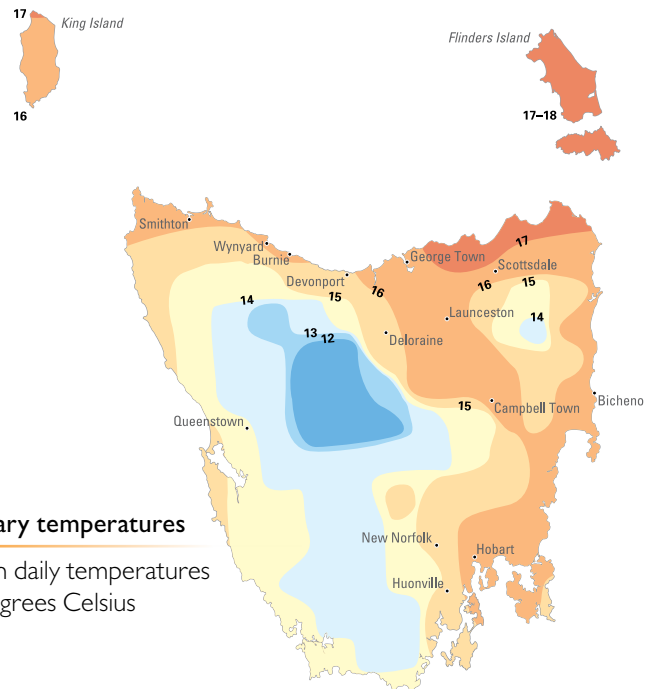 17
King Island
Flinders Island
16
17–18
Smithton
17
Wynyard
Burnie
George Town
Scottsdale
Devonport
16
16
15
15
14
14
Launceston
13
12
Deloraine
15
Campbell Town
Bicheno
Queenstown
ary temperatures
New Norfolk
Hobart
n daily temperatures
Huonville
grees Celsius